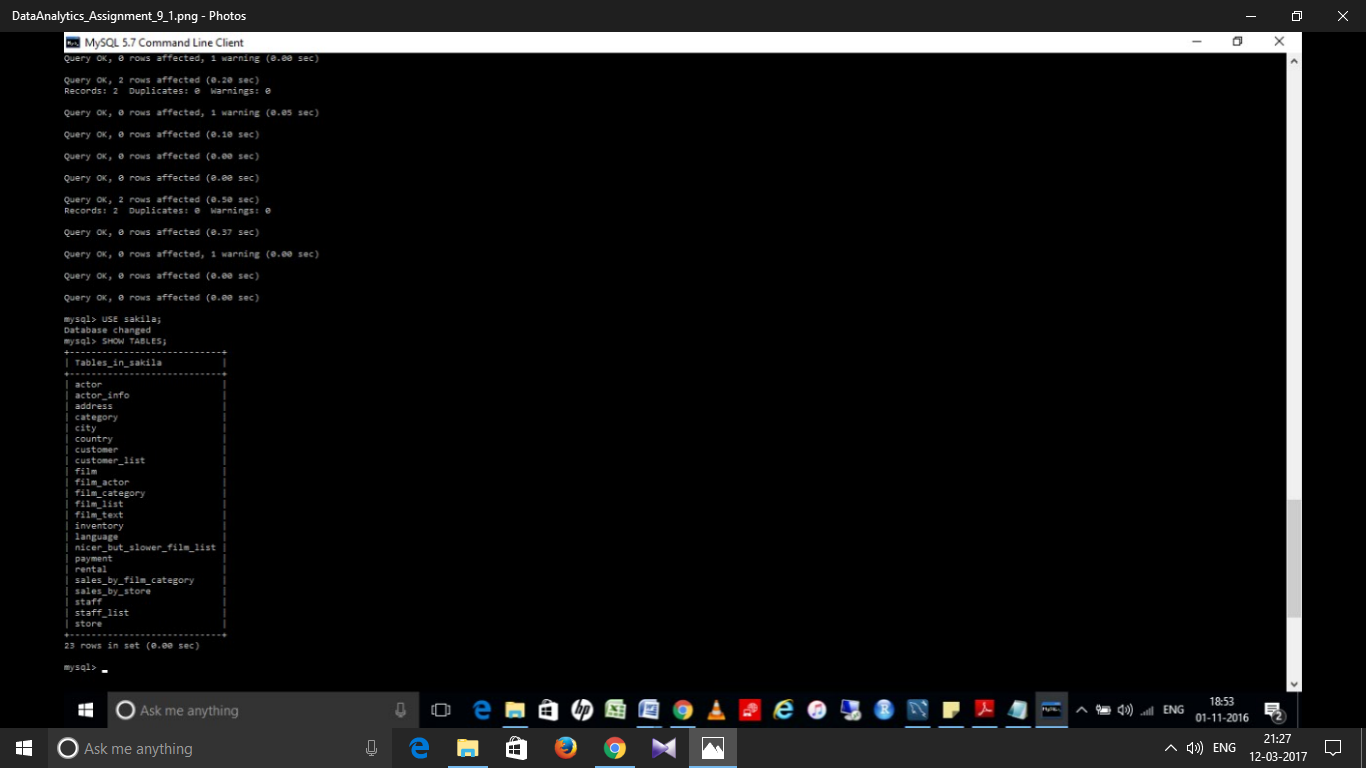 DataAnalytics_Assignment_9_1.png - Photos
MySQL 5.7 Command Line Client
Query OK, 0 rows affected, 1 warning (0.00 sec)
Query OK, 2 rows affected (0.20 sec)
Records: 2  Duplicates: 0  Warnings: 0
Query OK, 0 rows affected, 1 warning (0.05 sec)
Query OK, 0 rows affected (0.10 sec)
Query OK, 0 rows affected (0.00 sec)
Query OK, 0 rows affected (0.00 sec)
Query OK, 2 rows affected (0.50 sec)
Records: 2  Duplicates: 0  Warnings: 0
Query OK, 0 rows affected (0.37 sec)
Query OK, 0 rows affected, 1 warning (0.00 sec)
Query OK, 0 rows affected (0.00 sec)
Query OK, 0 rows affected (0.00 sec)
mysql> USE sakila;
Database changed
mysql> SHOW TABLES;
+----------------------------+
| Tables_in_sakila           |
+----------------------------+
| actor                      |
| actor_info                 |
| address                    |
| category                   |
| city                       |
| country                    |
| customer                   |
| customer_list              |
| film                       |
| film_actor                 |
| film_category              |
| film_list                  |
| film_text                  |
| inventory                  |
| language                   |
| nicer_but_slower_film_list |
| payment                    |
| rental                     |
| sales_by_film_category     |
| sales_by_store             |
| staff                      |
| staff_list                 |
| store                      |
+----------------------------+
23 rows in set (0.00 sec)
mysql> _
Ask me anything
ENG
18:53
01-11-2016
2
Ask me anything
ENG
21:27
12-03-2017